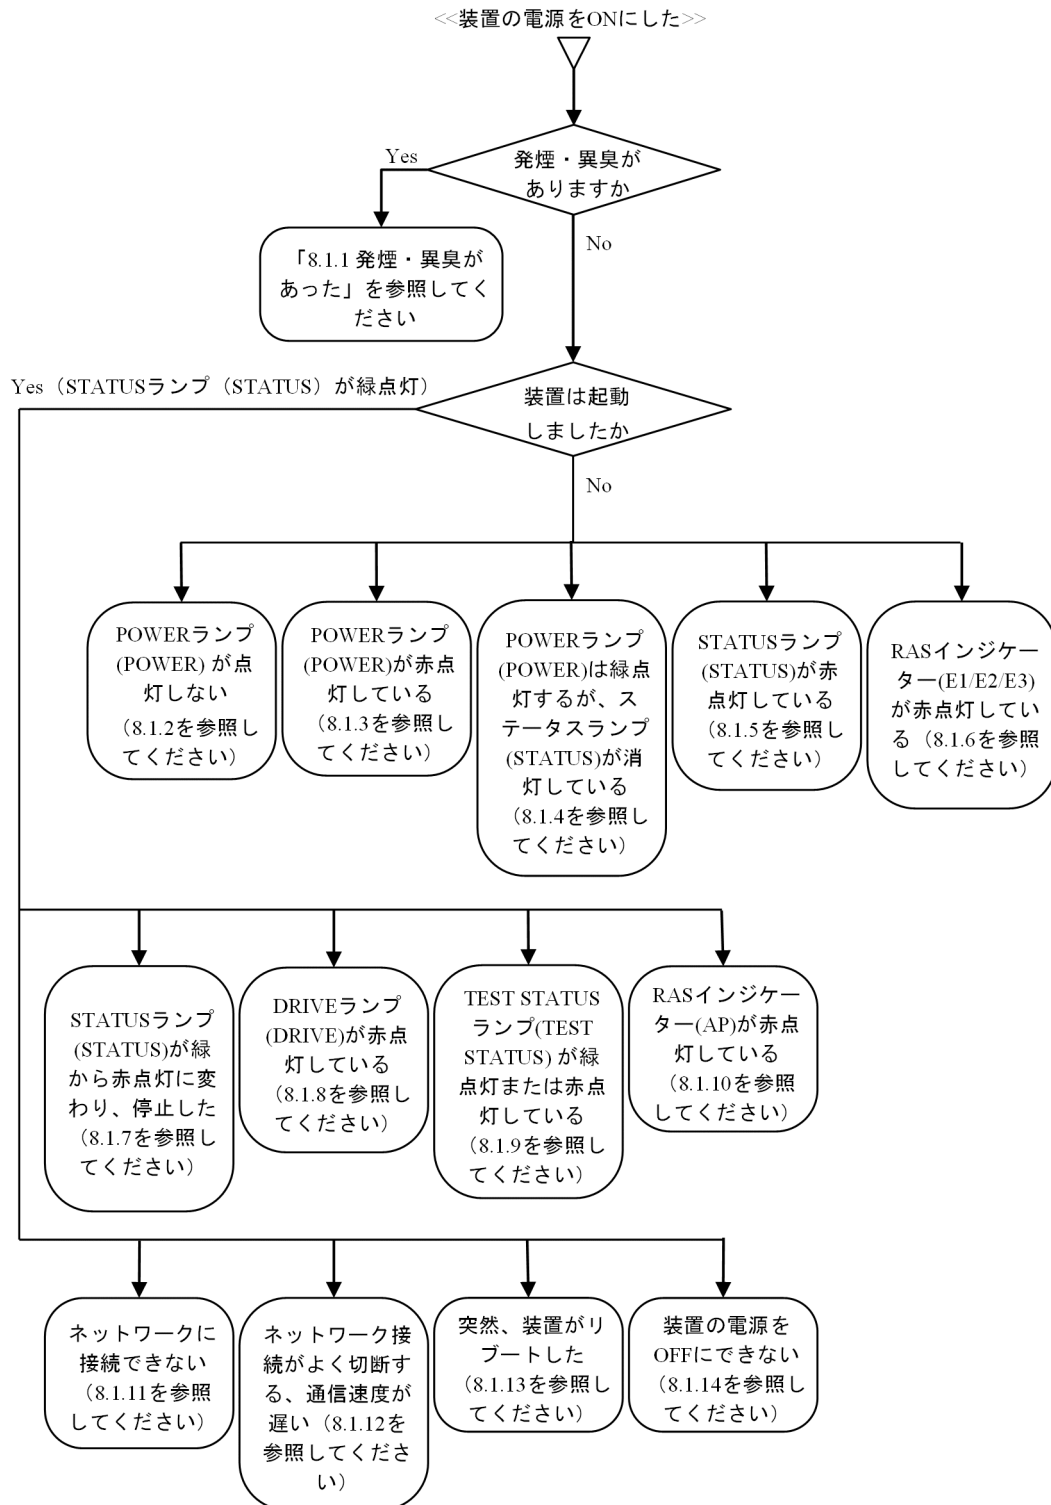 <<装置の電源をONにした>>
発煙・異臭が
ありますか
Yes
No
「8.1.1 発煙・異臭が
あった」を参照してく
ださい
Yes（STATUSランプ（STATUS）が緑点灯）
装置は起動
しましたか
No
POWERランプ
(POWER) が点
灯しない
（8.1.2を参照し
てください）
POWERランプ
(POWER)が赤点
灯している
（8.1.3を参照し
てください）
POWERランプ
(POWER)は緑点
灯するが、ス
テータスランプ
(STATUS)が消
灯している
（8.1.4を参照し
てください）
STATUSランプ
(STATUS)が赤
点灯している
（8.1.5を参照し
てください）
RASインジケー
ター(E1/E2/E3)
が赤点灯してい
る（8.1.6を参照
してください）
STATUSランプ
(STATUS)が緑
から赤点灯に変
わり、停止した
（8.1.7を参照し
てください）
DRIVEランプ
(DRIVE)が赤点
灯している
（8.1.8を参照し
てください）
TEST STATUS
ランプ(TEST
STATUS) が緑
点灯または赤点
灯している
（8.1.9を参照し
てください）
RASインジケー
ター(AP)が赤点
灯している
（8.1.10を参照
してください）
ネットワークに
接続できない
（8.1.11を参照
してください）
ネットワーク接
続がよく切断す
る、通信速度が
遅い（8.1.12を
参照してくださ
い）
突然、装置がリ
ブートした
（8.1.13を参照し
てください）
装置の電源を
OFFにできない
（8.1.14を参照し
てください）